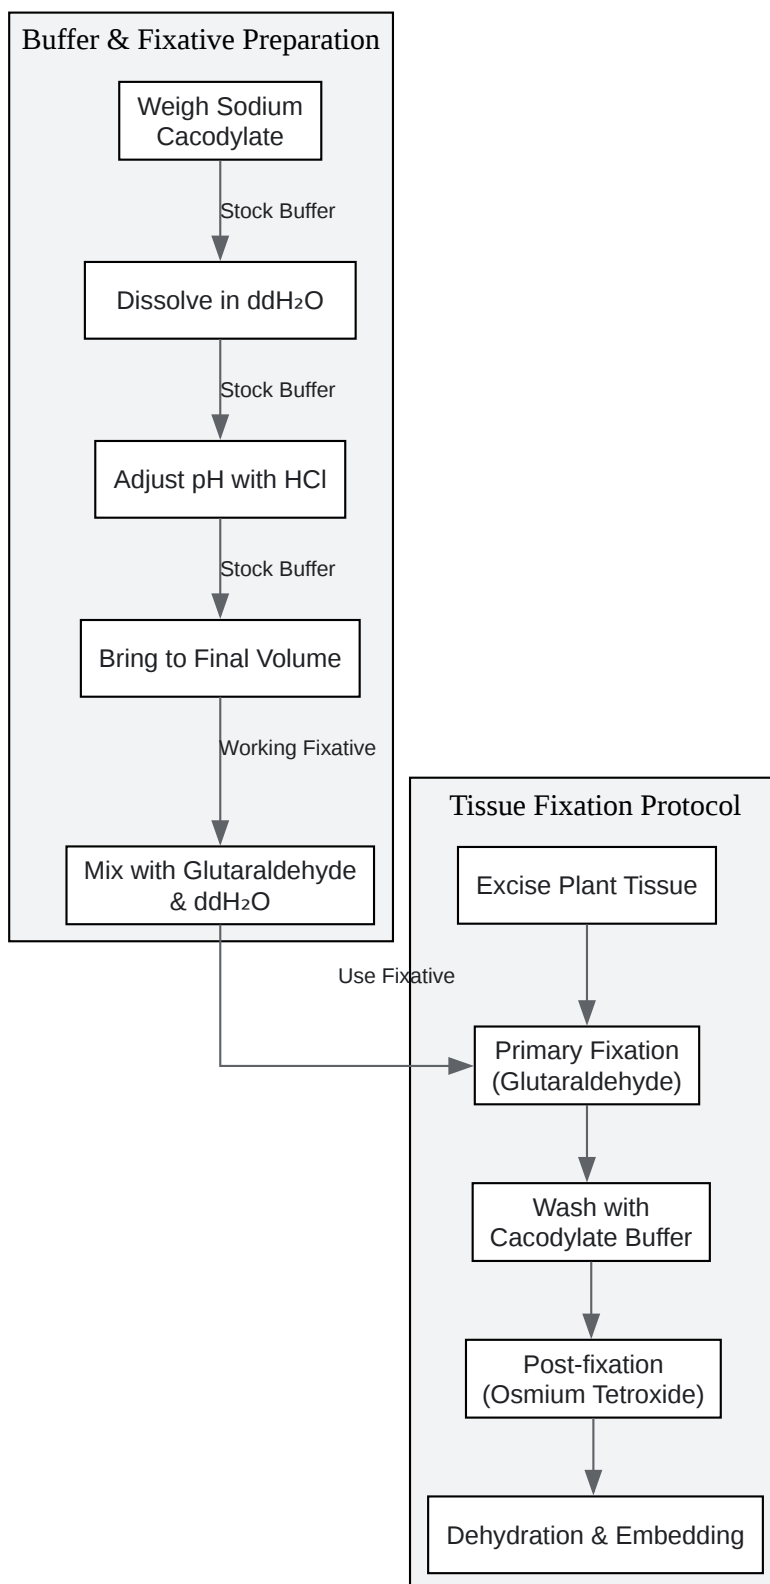 Buffer & Fixative Preparation
Weigh Sodium
Cacodylate
Stock Buffer
Dissolve in ddH₂O
Stock Buffer
Adjust pH with HCl
Stock Buffer
Bring to Final Volume
Working Fixative
Mix with Glutaraldehyde
& ddH₂O
Use Fixative
Tissue Fixation Protocol
Excise Plant Tissue
Primary Fixation
(Glutaraldehyde)
Wash with
Cacodylate Buffer
Post-fixation
(Osmium Tetroxide)
Dehydration & Embedding